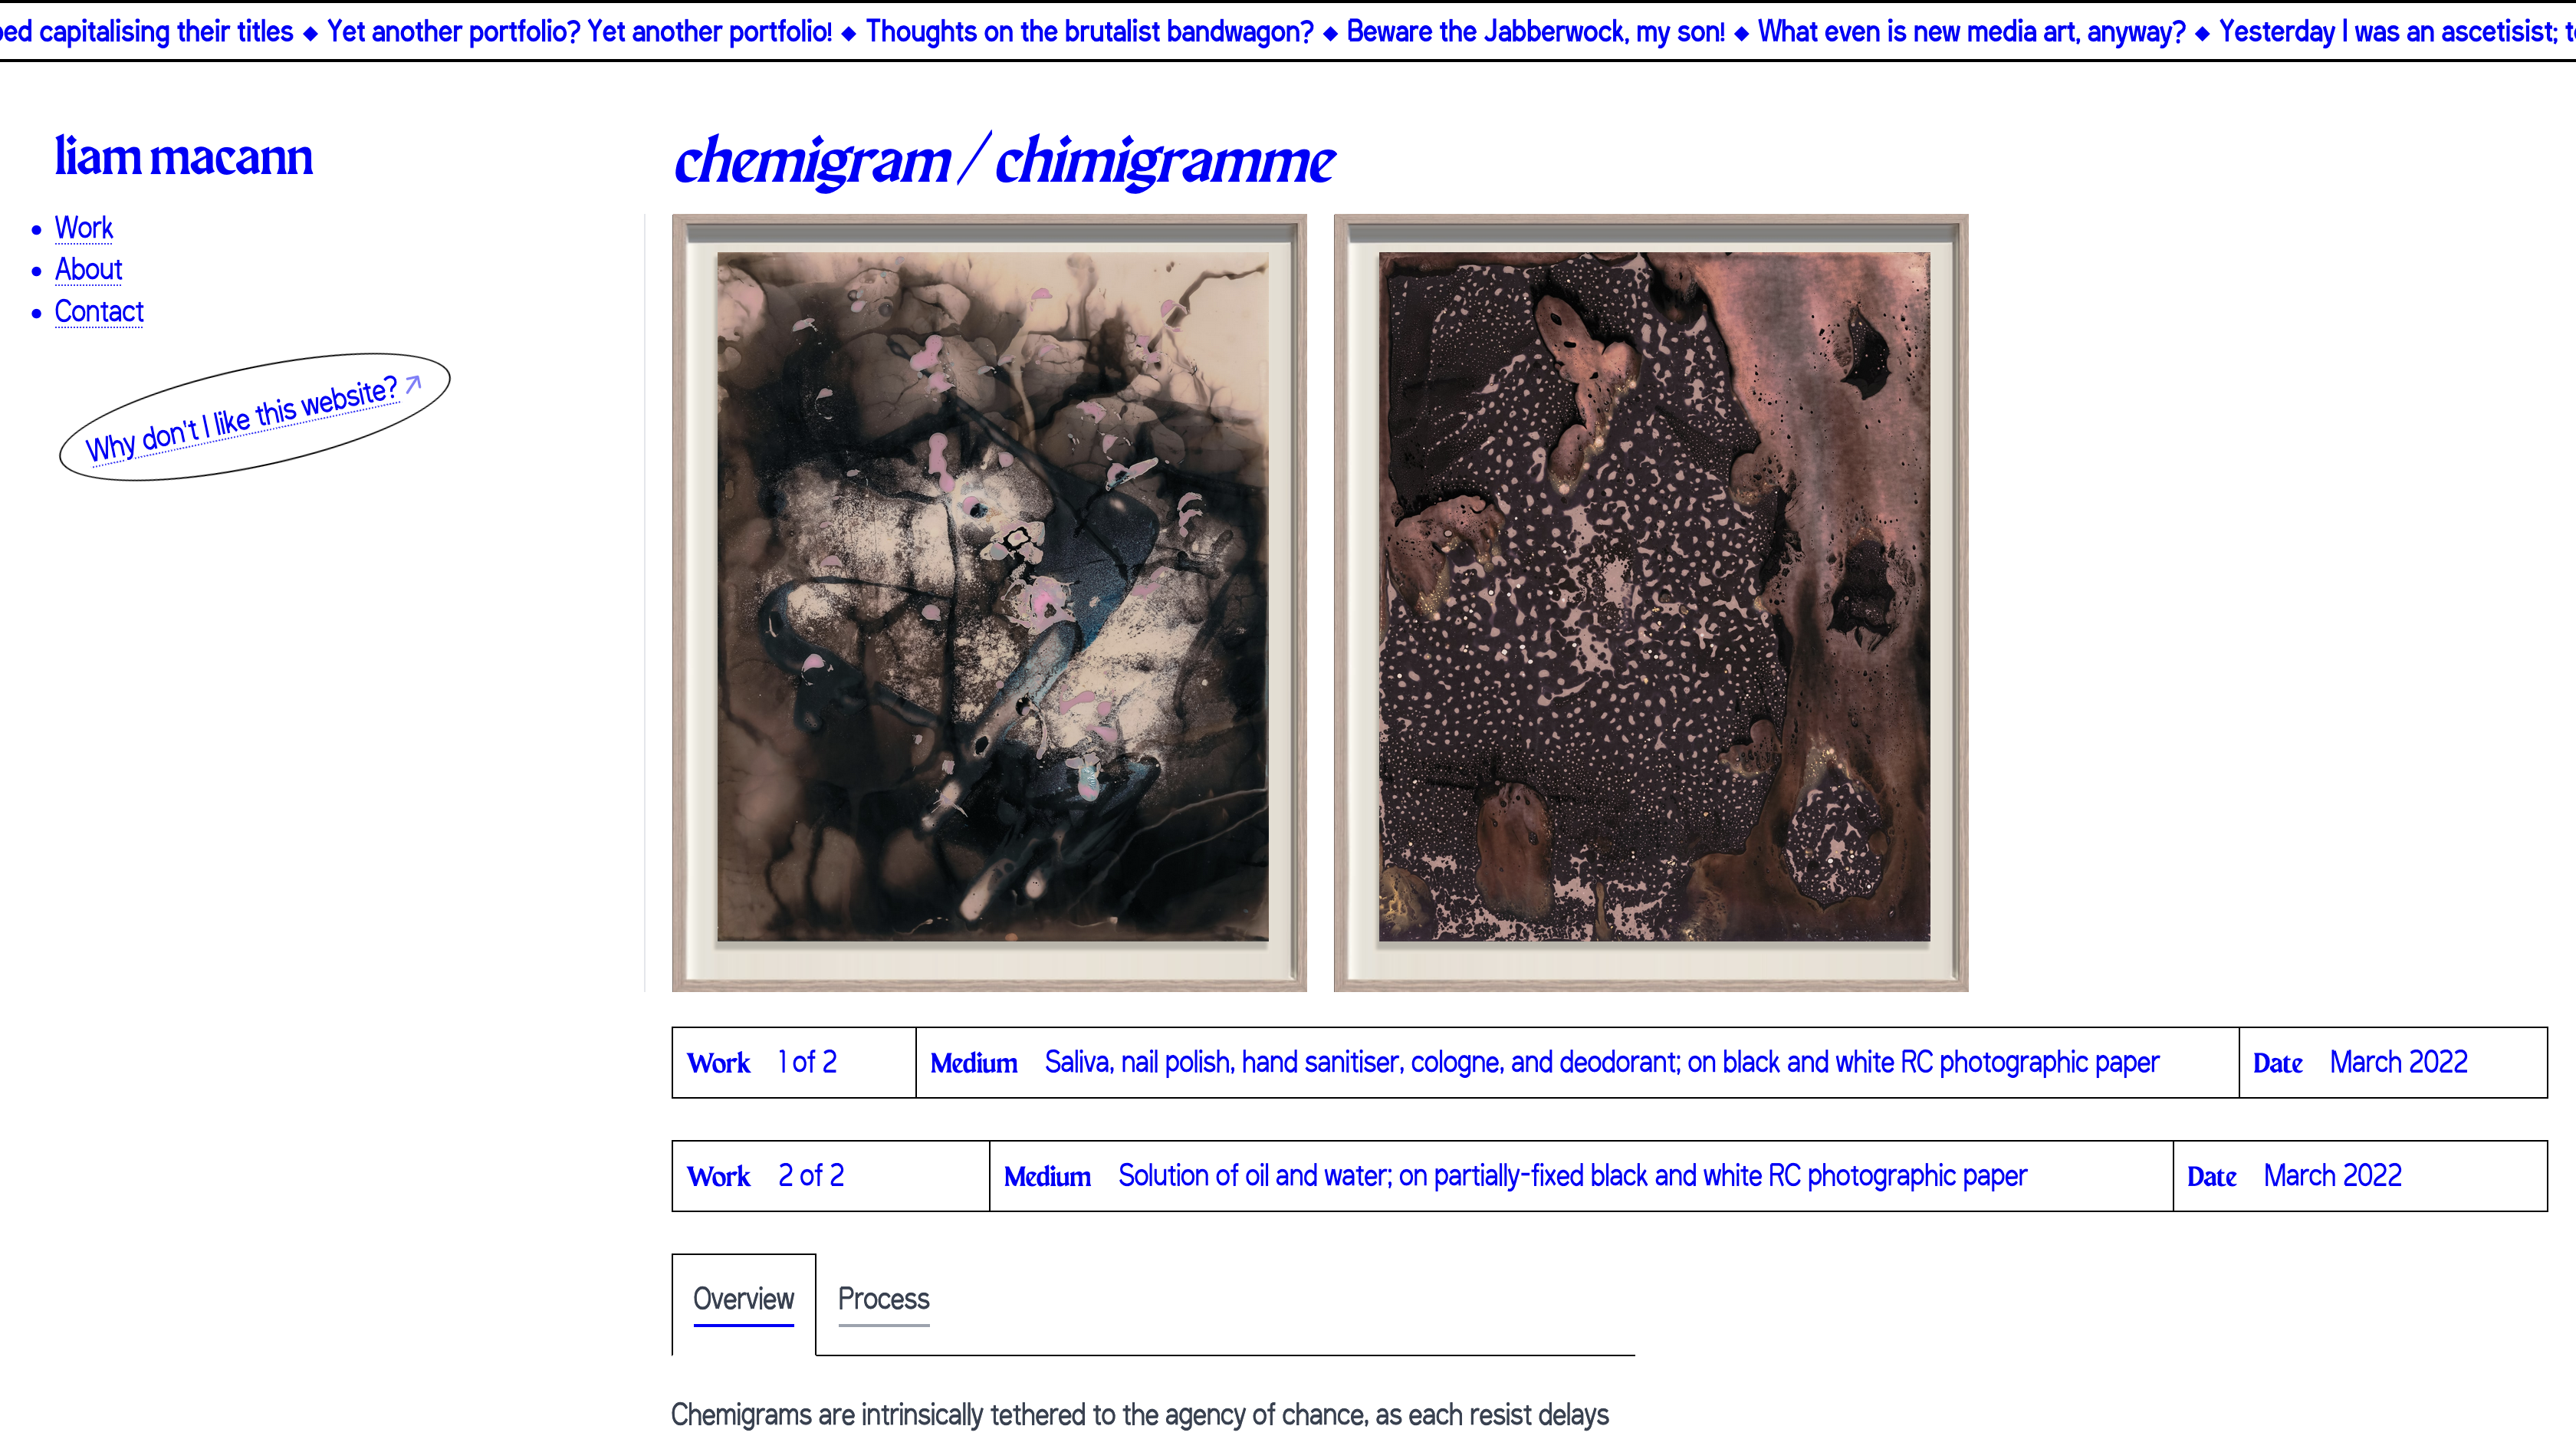 capitalising their titles ◆ Yet another portfolio? Yet another portfolio! ◆ Thoughts on the brutalist bandwagon? ◆ Beware the Jabberwock, my son! ◆ What even is new media art, anyway? ◆ Yesterday I was an ascetisist;
liam macann
Work
About
Contact
Why don't I like this website? ↗
chemigram / chimigramme
Work 1 of 2 Medium Saliva, nail polish, hand sanitiser, cologne, and deodorant; on black and white RC photographic paper Date March 2022
Work 2 of 2 Medium Solution of oil and water; on partially-fixed black and white RC photographic paper Date March 2022
Overview Process
Chemigrams are intrinsically tethered to the agency of chance, as each resist delays